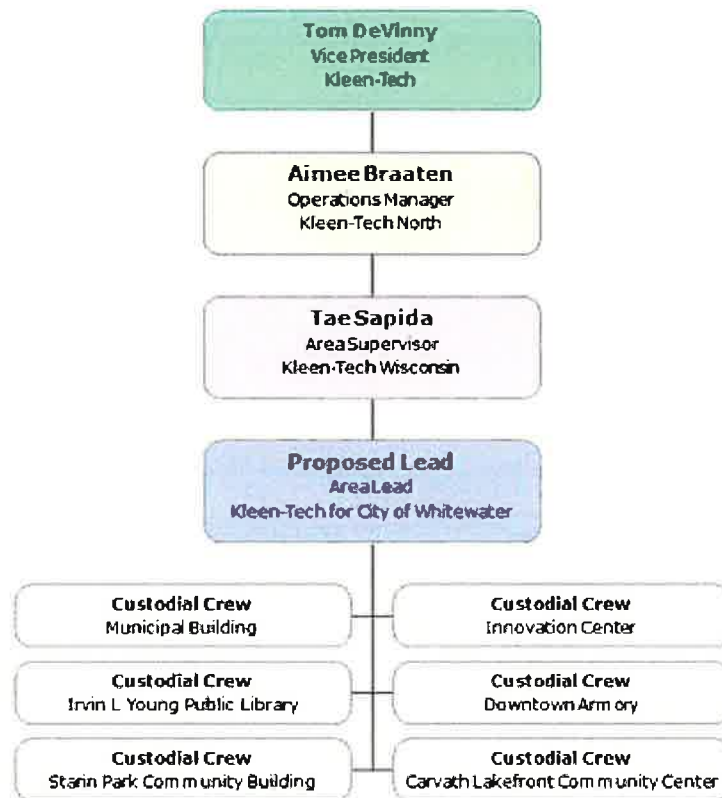 Tom DeVinny
Vice President
Kleen-Tech
Aimee Braaten
Operations Manager
Kleen-Tech North
Tae Sapida
Area Supervisor
Kleen-Tech Wisconsin
Proposed Lead
Area Lead
Kleen-Tech for City of Whitewater
Custodial Crew
Municipal Building
Custodial Crew
Innovation Center
Custodial Crew
Irvin L Young Public Library
Custodial Crew
Downtown Armory
Custodial Crew
Starin Park Community Building
Custodial Crew
Carvath Lakefront Community Center